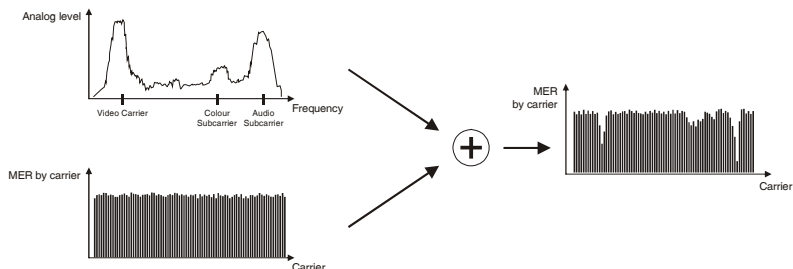 Analog level
Frequency
Video Carrier
Colour
Subcarrier
Audio
Subcarrier
MER by carrier
Carrier
MER
by carrier
Carrier